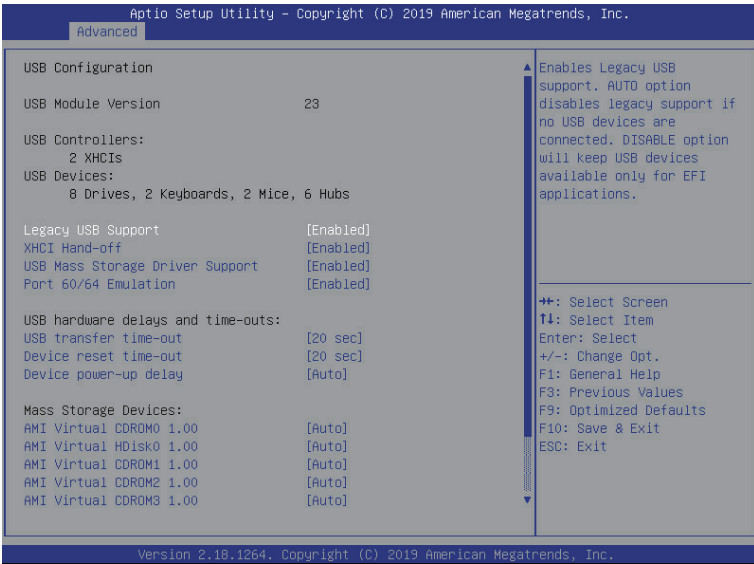 Aptio Setup Utility – Copyright (C) 2019 American Megatrends, Inc.
Advanced
USB Configuration
USB Module Version 23
USB Controllers:
2 XHCIs
USB Devices:
8 Drives, 2 Keyboards, 2 Mice, 6 Hubs
Legacy USB Support [Enabled]
XHCI Hand-off [Enabled]
USB Mass Storage Driver Support [Enabled]
Port 60/64 Emulation [Enabled]
USB hardware delays and time-outs:
USB transfer time-out [20 sec]
Device reset time-out [20 sec]
Device power-up delay [Auto]
Mass Storage Devices:
AMI Virtual CDROM0 1.00 [Auto]
AMI Virtual HDisk0 1.00 [Auto]
AMI Virtual CDROM1 1.00 [Auto]
AMI Virtual CDROM2 1.00 [Auto]
AMI Virtual CDROM3 1.00 [Auto]
Enables Legacy USB
support. AUTO option
disables legacy support if
no USB devices are
connected. DISABLE option
will keep USB devices
available only for EFI
applications.
→←: Select Screen
↑↓: Select Item
Enter: Select
+/-: Change Opt.
F1: General Help
F3: Previous Values
F9: Optimized Defaults
F10: Save & Exit
ESC: Exit
Version 2.18.1264. Copyright (C) 2019 American Megatrends, Inc.